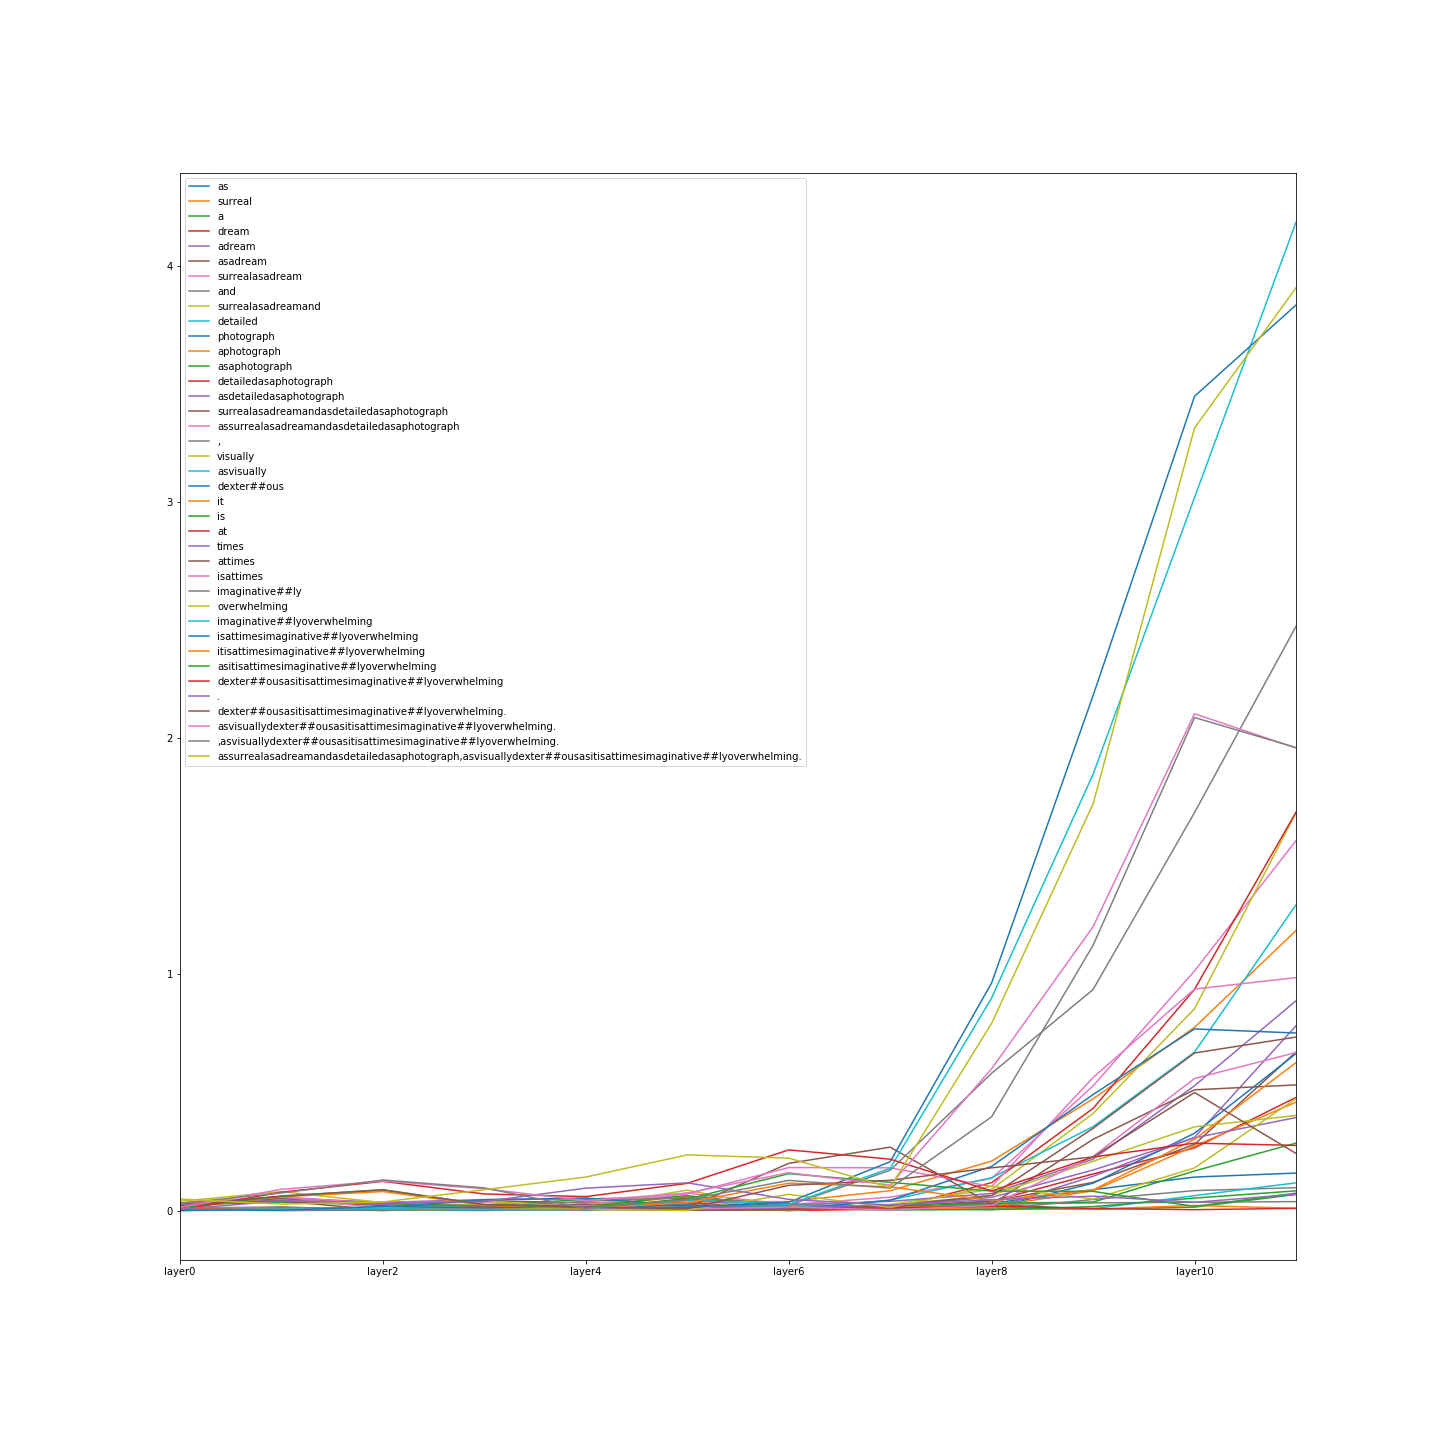 as
surreal
a
dream
adream
asadream
surrealasadream
and
surrealasadreamand
detailed
photograph
aphotograph
asaphotograph
detailedasaphotograph
asdetailedasaphotograph
surrealasadreamandasdetailedasaphotograph
assurrealasadreamandasdetailedasaphotograph
,
visually
asvisually
dexter##ous
it
is
at
times
attimes
isattimes
imaginative##ly
overwhelming
imaginative##lyoverwhelming
isattimesimaginative##lyoverwhelming
itisattimesimaginative##lyoverwhelming
asitisattimesimaginative##lyoverwhelming
dexter##ousasitisattimesimaginative##lyoverwhelming
.
dexter##ousasitisattimesimaginative##lyoverwhelming.
asvisuallydexter##ousasitisattimesimaginative##lyoverwhelming.
,asvisuallydexter##ousasitisattimesimaginative##lyoverwhelming.
assurrealasadreamandasdetailedasaphotograph,asvisuallydexter##ousasitisattimesimaginative##lyoverwhelming.
4
3
2
1
0
layer0 layer2 layer4 layer6 layer8 layer10